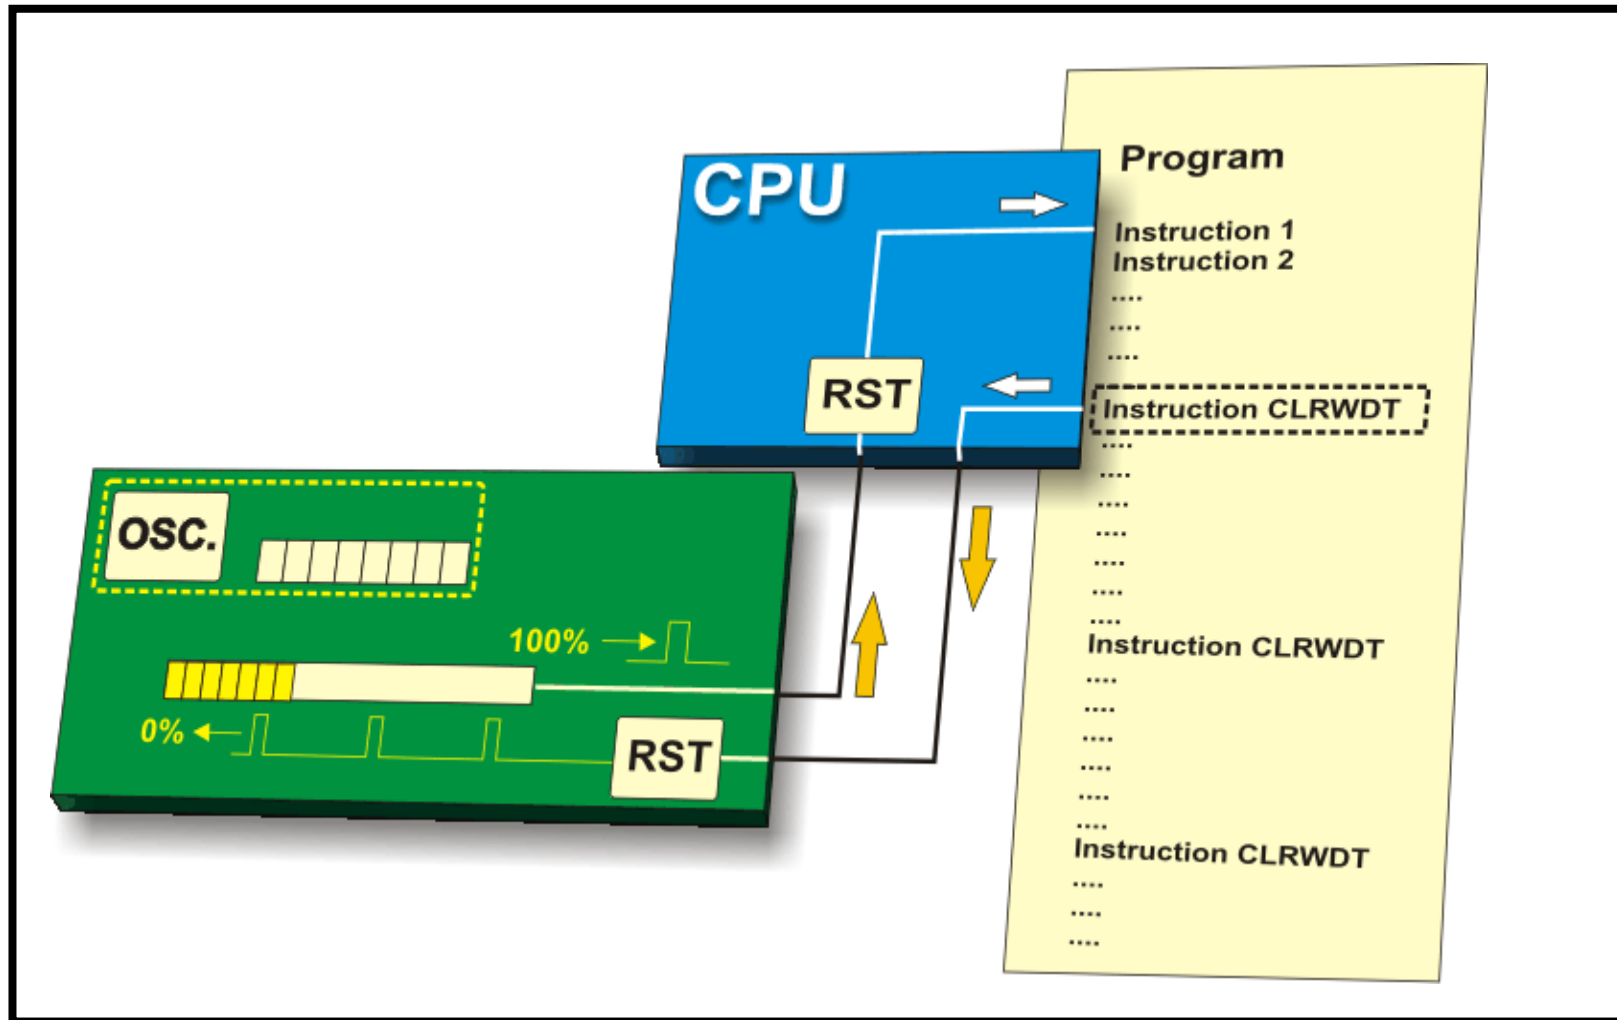 CPU
RST
Program
Instruction 1
Instruction 2
....
....
....
....
Instruction CLRWDT
....
....
....
....
....
....
....
Instruction CLRWDT
....
....
....
....
....
....
Instruction CLRWDT
....
....
....
OSC.
100%
0%
RST